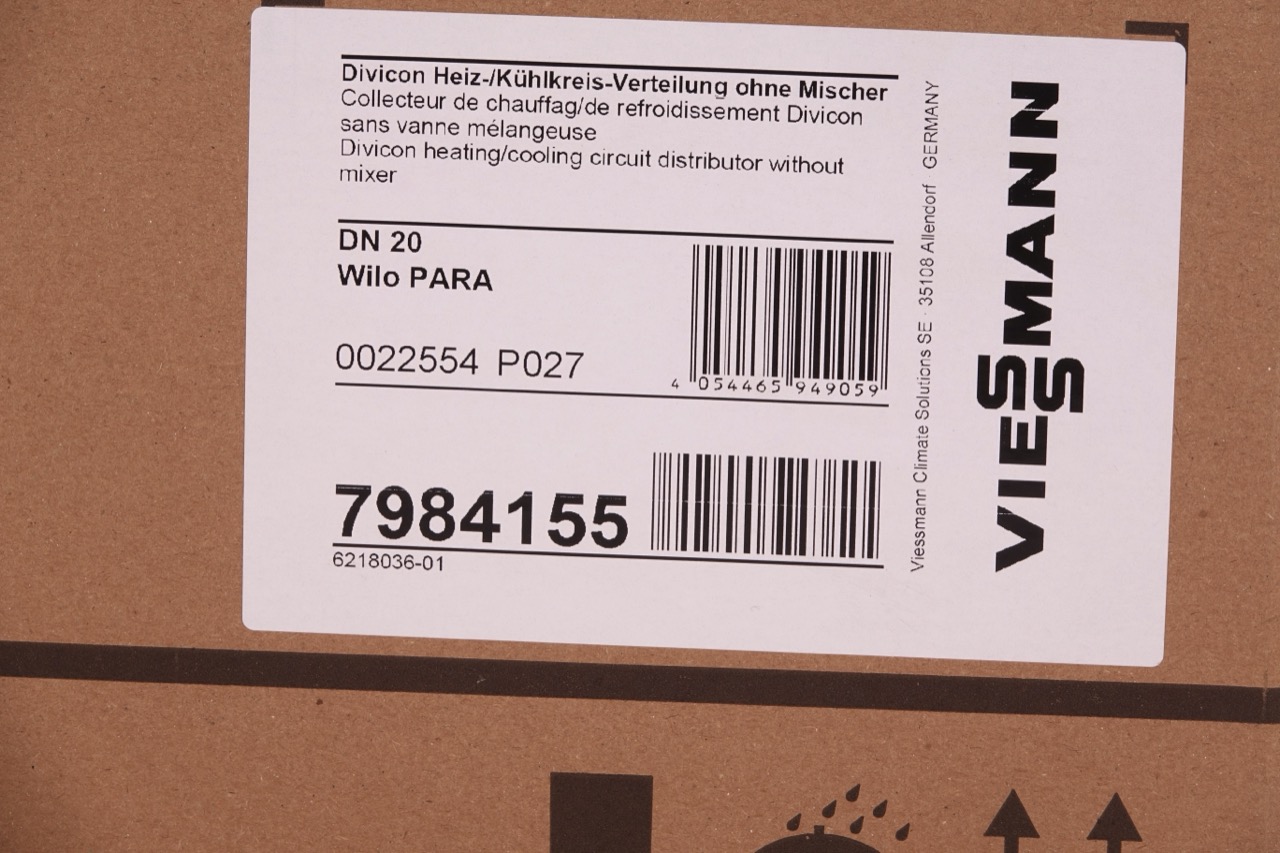 Divicon Heiz-/Kühlkreis-Verteilung ohne Mischer
Collecteur de chauffag/de refroidissement Divicon
sans vanne mélangeuse
Divicon heating/cooling circuit distributor without
mixer
DN 20
Wilo PARA
0022554 P027
4 054465 949059
7984155
6218036-01
Viessmann Climate Solutions SE · 35108 Allendorf · GERMANY
VIESSMANN